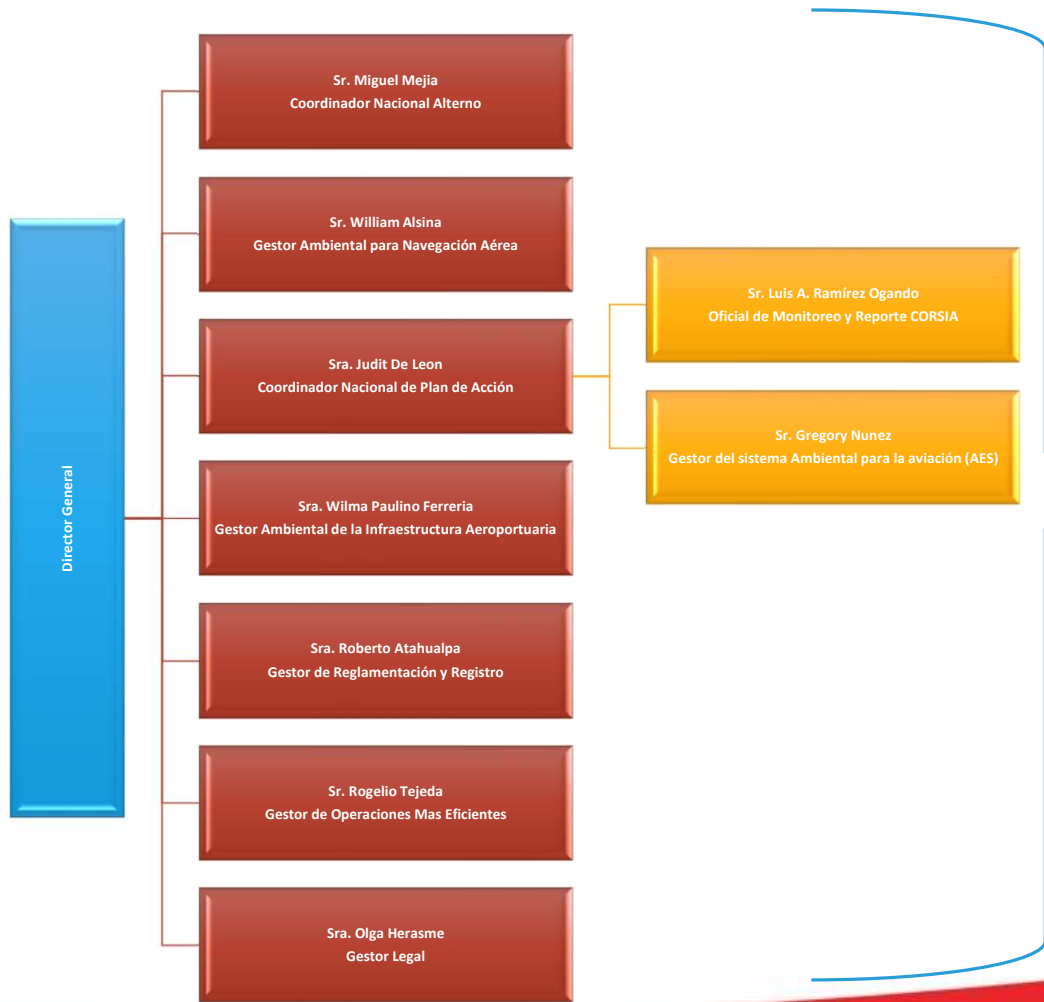 Director General
Sr. Miguel Mejia
Coordinador Nacional Alterno
Sr. William Alsina
Gestor Ambiental para Navegación Aérea
Sra. Judit De Leon
Coordinador Nacional de Plan de Acción
Sr. Luis A. Ramírez Ogando
Oficial de Monitoreo y Reporte CORSIA
Sr. Gregory Nunez
Gestor del sistema Ambiental para la aviación (AES)
Sra. Wilma Paulino Ferreria
Gestor Ambiental de la Infraestructura Aeroportuaria
Sra. Roberto Atahualpa
Gestor de Reglamentación y Registro
Sr. Rogelio Tejeda
Gestor de Operaciones Mas Eficientes
Sra. Olga Herasme
Gestor Legal